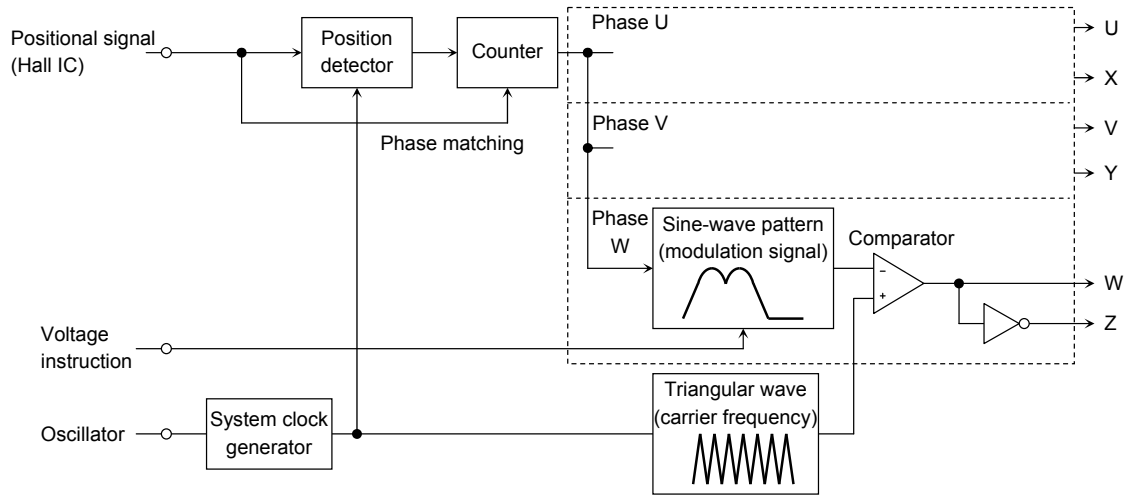 Positional signal
(Hall IC)
Position
detector
Counter
Phase matching
Phase U
U
X
Phase V
V
Y
Phase
W
Sine-wave pattern
(modulation signal)
Comparator
−
+
W
Z
Voltage
instruction
Oscillator
System clock
generator
Triangular wave
(carrier frequency)